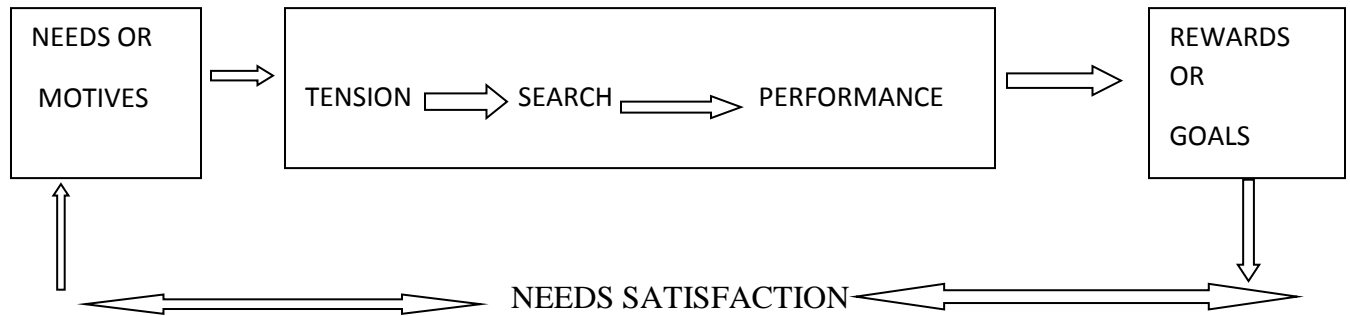 NEEDS OR
MOTIVES
TENSION SEARCH PERFORMANCE
REWARDS
OR
GOALS
NEEDS SATISFACTION